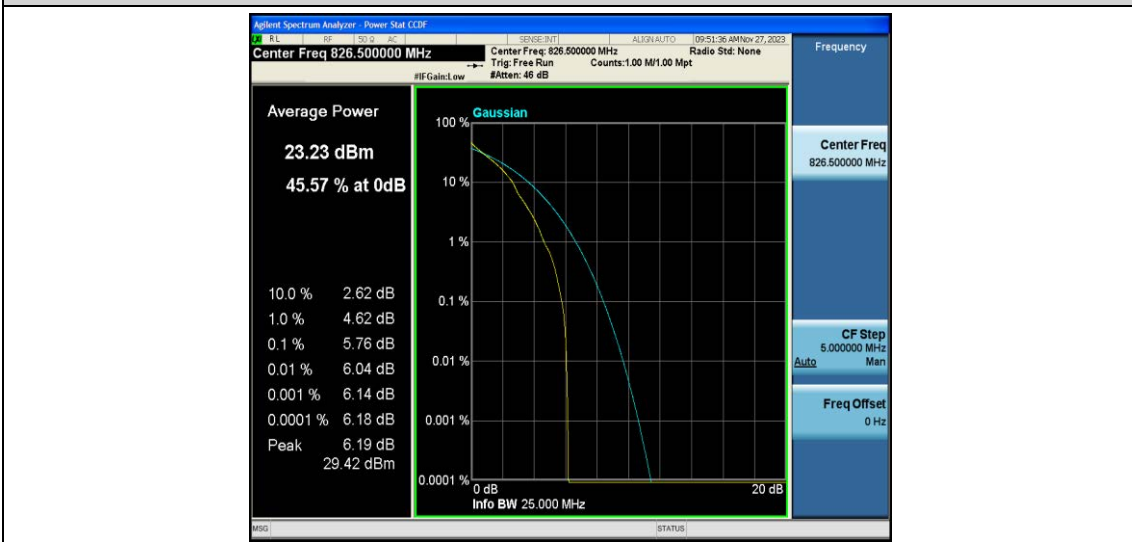 Agilent Spectrum Analyzer - Power Stat CCDF
RL RF 50 Ω AC SENSE:INT ALIGN AUTO 09:51:36 AM Nov 27, 2023
Center Freq 826.500000 MHz
Center Freq: 826.500000 MHz Radio Std: None
Trig: Free Run Counts:1.00 M/1.00 Mpt
#IFGain:Low #Atten: 46 dB
Frequency
Average Power
23.23 dBm
45.57 % at 0dB
10.0 % 2.62 dB
1.0 % 4.62 dB
0.1 % 5.76 dB
0.01 % 6.04 dB
0.001 % 6.14 dB
0.0001 % 6.18 dB
Peak 6.19 dB
29.42 dBm
Gaussian
100 %
10 %
1 %
0.1 %
0.01 %
0.001 %
0.0001 %
0 dB 20 dB
Info BW 25.000 MHz
Center Freq
826.500000 MHz
CF Step
5.000000 MHz
Auto Man
Freq Offset
0 Hz
MSG STATUS